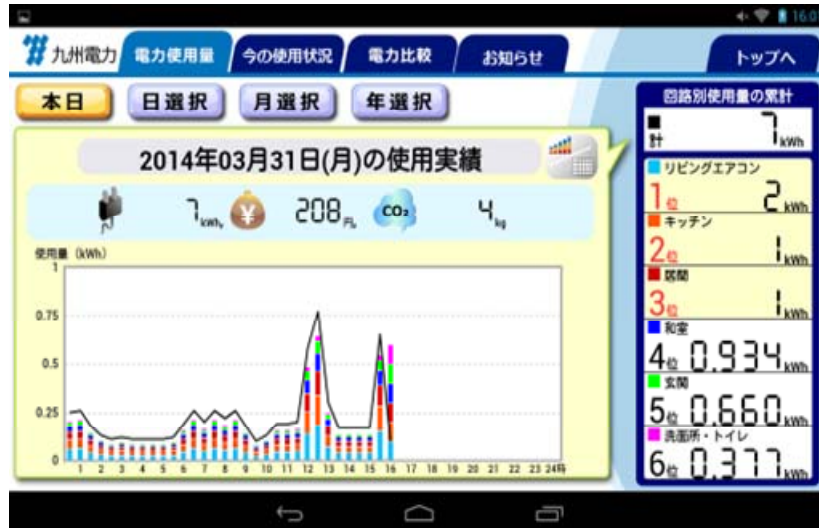 16:0
九州電力
電力使用量
今の使用状況
電力比較
お知らせ
トップへ
本日
日選択
月選択
年選択
2014年03月31日(月)の使用実績
7kWh
¥
208円
CO2
4kg
使用量 (kWh)
1
0.75
0.5
0.25
0
1 2 3 4 5 6 7 8 9 10 11 12 13 14 15 16 17 18 19 20 21 22 23 24時
回路別使用量の累計
計 7kWh
リビングエアコン
1位 2kWh
キッチン
2位 1kWh
居間
3位 1kWh
和室
4位 0.934kWh
玄関
5位 0.660kWh
洗面所・トイレ
6位 0.377kWh